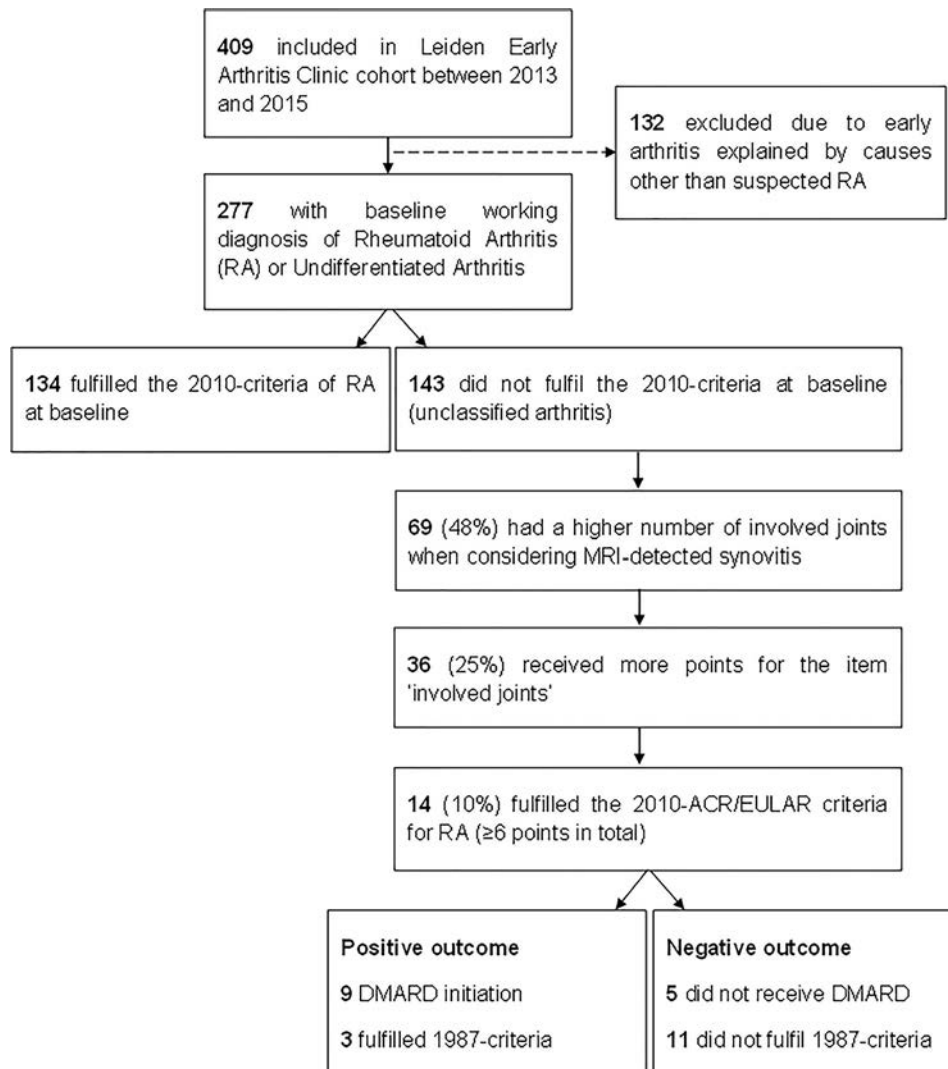 409 included in Leiden Early
Arthritis Clinic cohort between 2013
and 2015
132 excluded due to early
arthritis explained by causes
other than suspected RA
277 with baseline working
diagnosis of Rheumatoid Arthritis
(RA) or Undifferentiated Arthritis
134 fulfilled the 2010-criteria of RA
at baseline
143 did not fulfil the 2010-criteria at baseline
(unclassified arthritis)
69 (48%) had a higher number of involved joints
when considering MRI-detected synovitis
36 (25%) received more points for the item
'involved joints'
14 (10%) fulfilled the 2010-ACR/EULAR criteria
for RA (≥6 points in total)
Positive outcome
9 DMARD initiation
3 fulfilled 1987-criteria
Negative outcome
5 did not receive DMARD
11 did not fulfil 1987-criteria